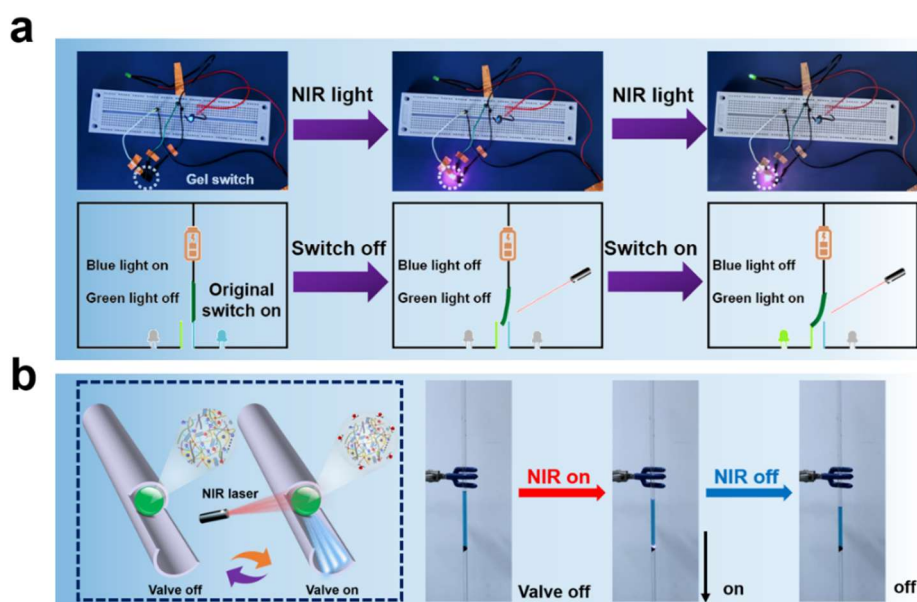 a
NIR light
NIR light
Gel switch
Blue light on
Green light off
Original
switch on
Switch off
Blue light off
Green light off
Switch on
Blue light off
Green light on
b
NIR laser
Valve off
Valve on
NIR on
NIR off
Valve off
on
off